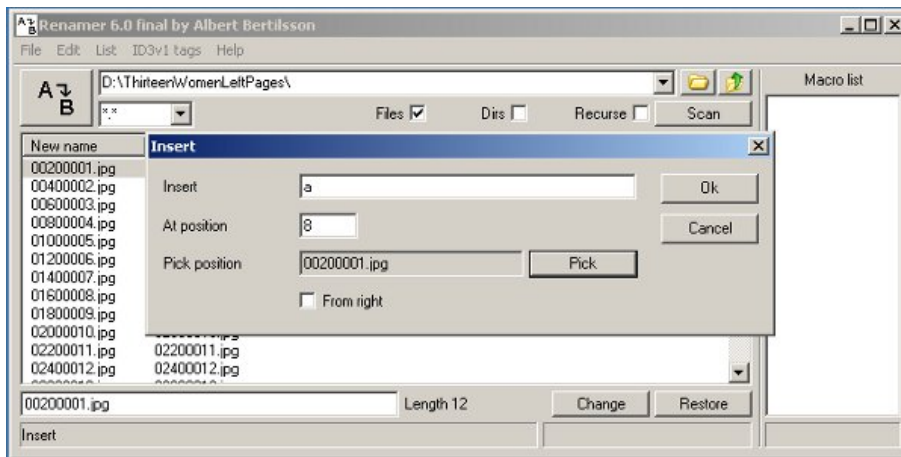 Renamer 6.0 final by Albert Bertilsson
File Edit List ID3v1 tags Help
A B
D:\ThirteenWomenLeftPages\
Macro list
*.*
Files Dirs Recurse Scan
New name
Insert
00200001.jpg
00400002.jpg
00600003.jpg
00800004.jpg
01000005.jpg
01200006.jpg
01400007.jpg
01600008.jpg
01800009.jpg
02000010.jpg
02200011.jpg 02200011.jpg
02400012.jpg 02400012.jpg
Insert a Ok
At position 8 Cancel
Pick position 00200001.jpg Pick
From right
00200001.jpg Length 12 Change Restore
Insert